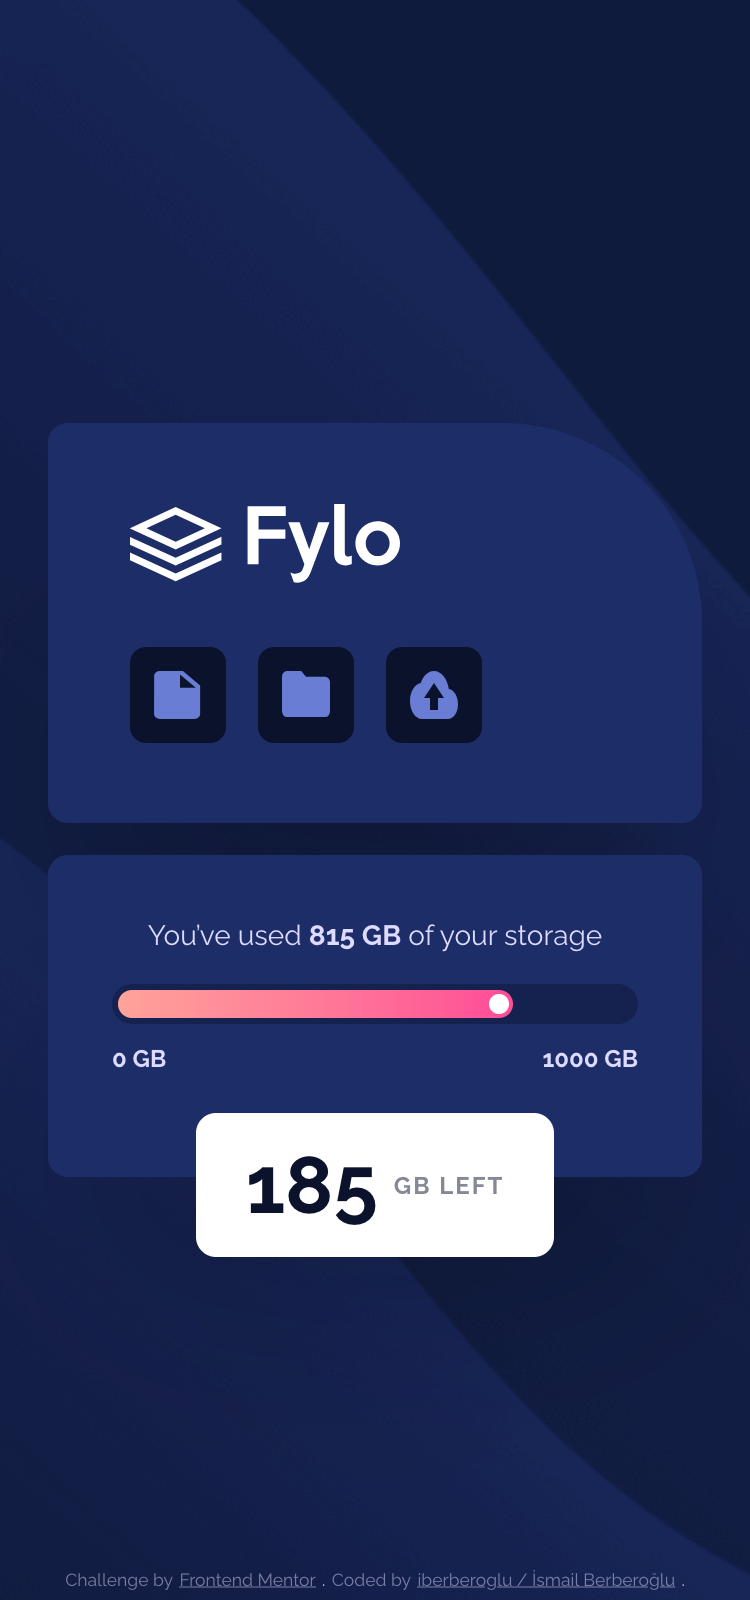 Fylo
You’ve used 815 GB of your storage
0 GB 1000 GB
185 GB LEFT
Challenge by Frontend Mentor . Coded by iberberoglu / İsmail Berberoğlu .